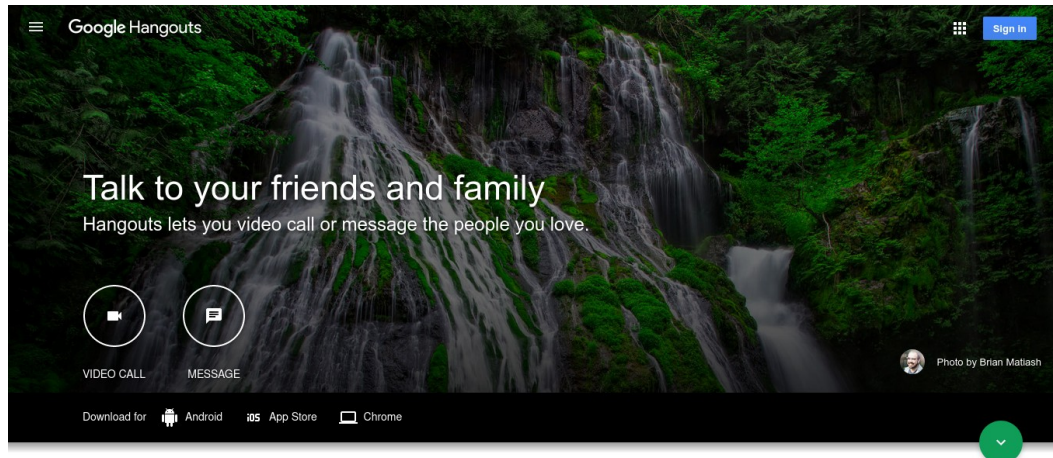 Google Hangouts
Sign in
Talk to your friends and family
Hangouts lets you video call or message the people you love.
VIDEO CALL MESSAGE
Photo by Brian Matiash
Download for Android iOS App Store Chrome